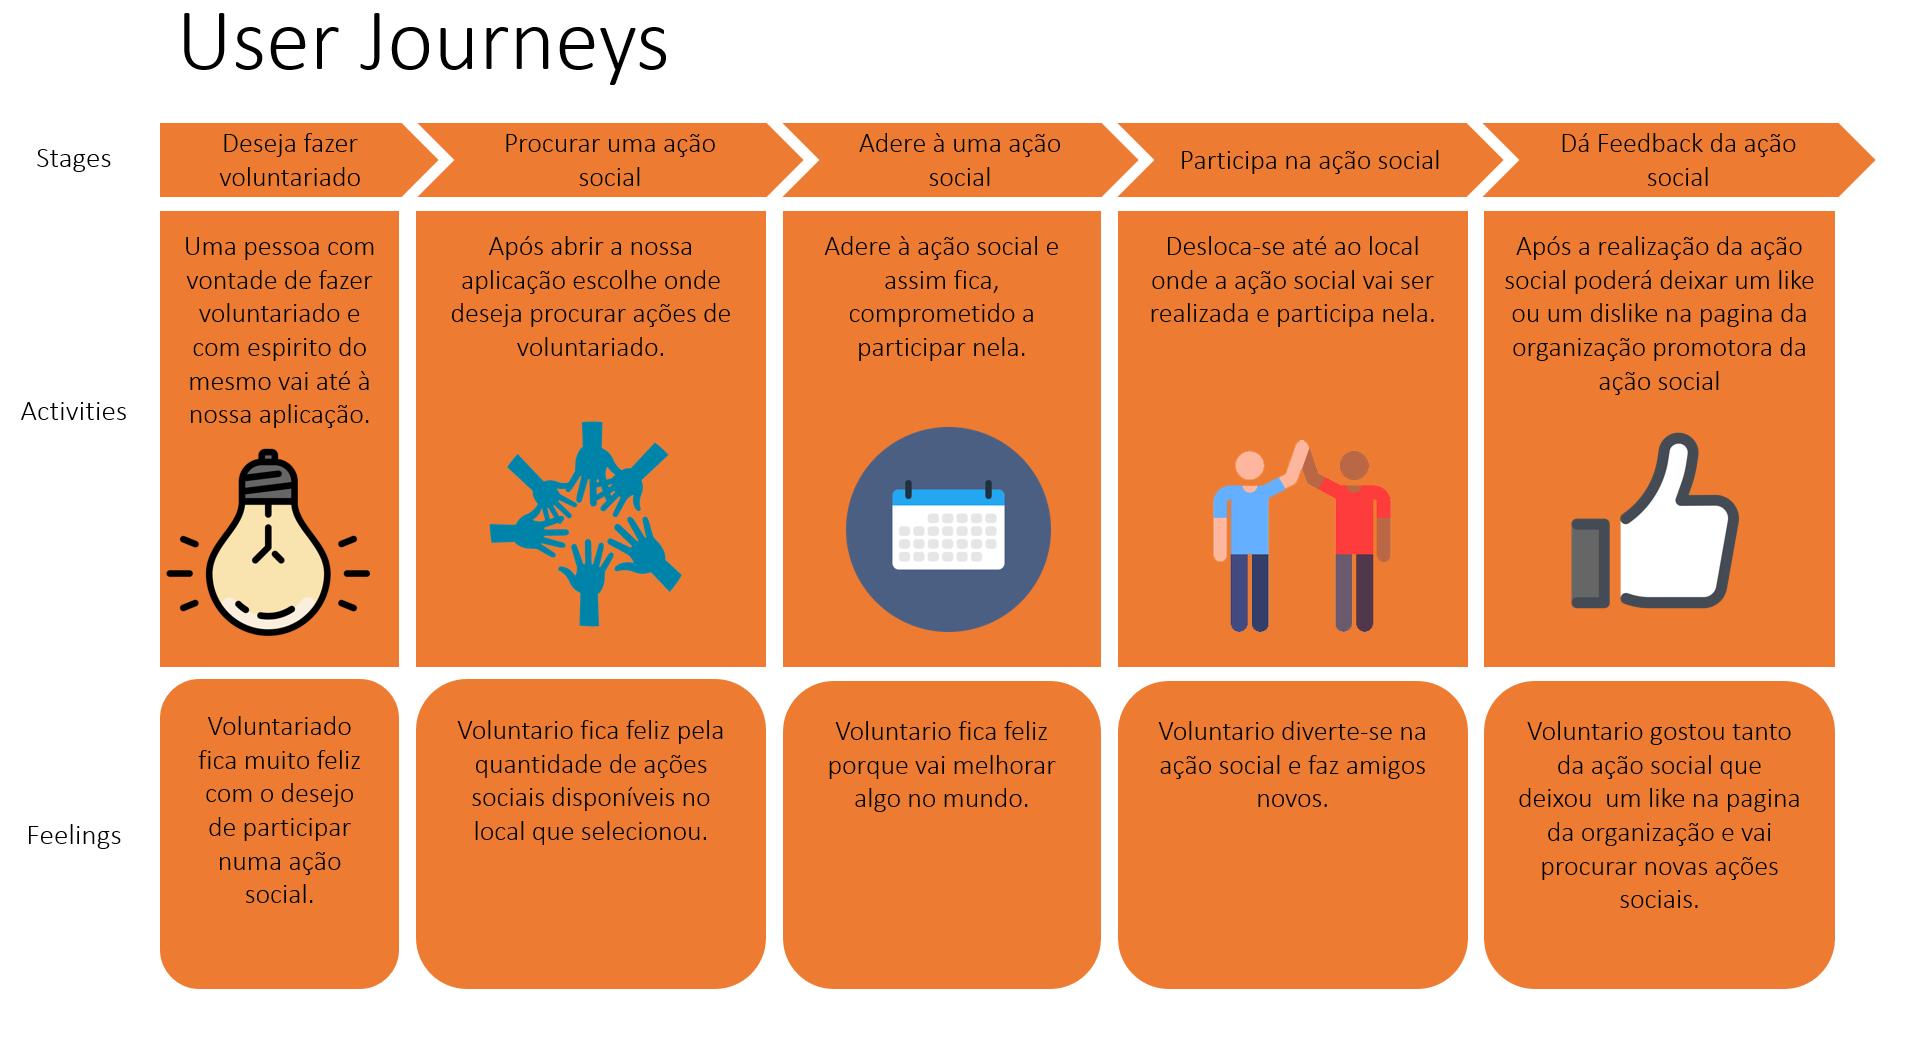 User Journeys
Stages
Deseja fazer
voluntariado
Procurar uma ação
social
Adere à uma ação
social
Participa na ação social
Dá Feedback da ação
social
Activities
Uma pessoa com
vontade de fazer
voluntariado e
com espirito do
mesmo vai até à
nossa aplicação.
Após abrir a nossa
aplicação escolhe onde
deseja procurar ações de
voluntariado.
Adere à ação social e
assim fica,
comprometido a
participar nela.
Desloca-se até ao local
onde a ação social vai ser
realizada e participa nela.
Após a realização da ação
social poderá deixar um like
ou um dislike na pagina da
organização promotora da
ação social
Feelings
Voluntariado
fica muito feliz
com o desejo
de participar
numa ação
social.
Voluntario fica feliz pela
quantidade de ações
sociais disponíveis no
local que selecionou.
Voluntario fica feliz
porque vai melhorar
algo no mundo.
Voluntario diverte-se na
ação social e faz amigos
novos.
Voluntario gostou tanto
da ação social que
deixou  um like na pagina
da organização e vai
procurar novas ações
sociais.